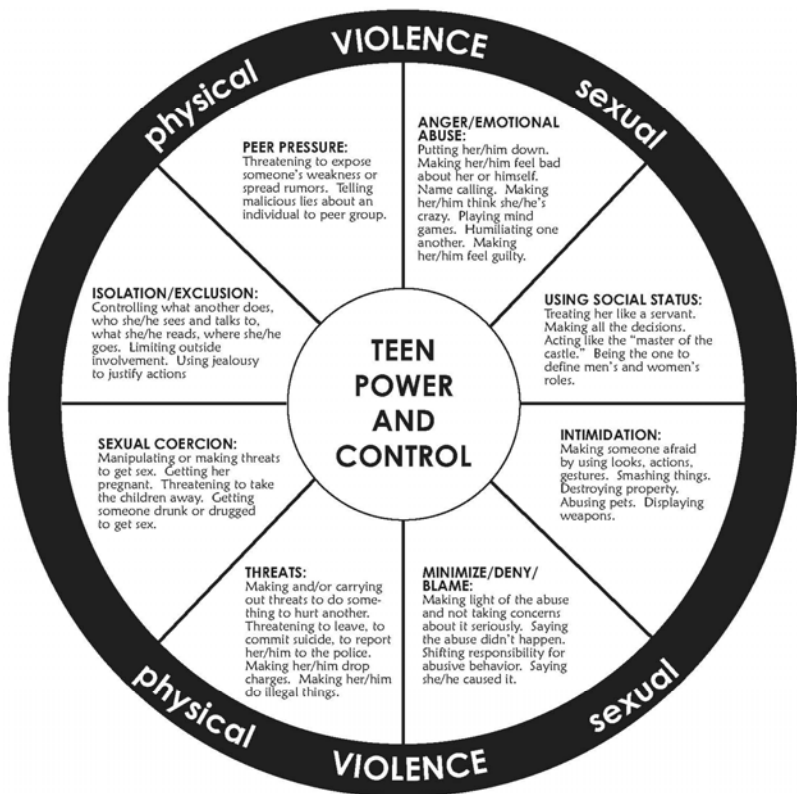 physical
VIOLENCE
sexual
PEER PRESSURE:
Threatening to expose
someone's weakness or
spread rumors. Telling
malicious lies about an
individual to peer group.
ANGER/EMOTIONAL
ABUSE:
Putting her/him down.
Making her/him feel bad
about her or himself.
Name calling. Making
her/him think she/he's
crazy. Playing mind
games. Humiliating one
another. Making
her/him feel guilty.
ISOLATION/EXCLUSION:
Controlling what another does,
who she/he sees and talks to,
what she/he reads, where she/he
goes. Limiting outside
involvement. Using jealousy
to justify actions
USING SOCIAL STATUS:
Treating her like a servant.
Making all the decisions.
Acting like the "master of the
castle." Being the one to
define men's and women's
roles.
TEEN
POWER
AND
CONTROL
SEXUAL COERCION:
Manipulating or making threats
to get sex. Getting her
pregnant. Threatening to take
the children away. Getting
someone drunk or drugged
to get sex.
INTIMIDATION:
Making someone afraid
by using looks, actions,
gestures. Smashing things.
Destroying property.
Abusing pets. Displaying
weapons.
THREATS:
Making and/or carrying
out threats to do some-
thing to hurt another.
Threatening to leave, to
commit suicide, to report
her/him to the police.
Making her/him drop
charges. Making her/him
do illegal things.
MINIMIZE/DENY/
BLAME:
Making light of the abuse
and not taking concerns
about it seriously. Saying
the abuse didn't happen.
Shifting responsibility for
abusive behavior. Saying
she/he caused it.
physical
VIOLENCE
sexual